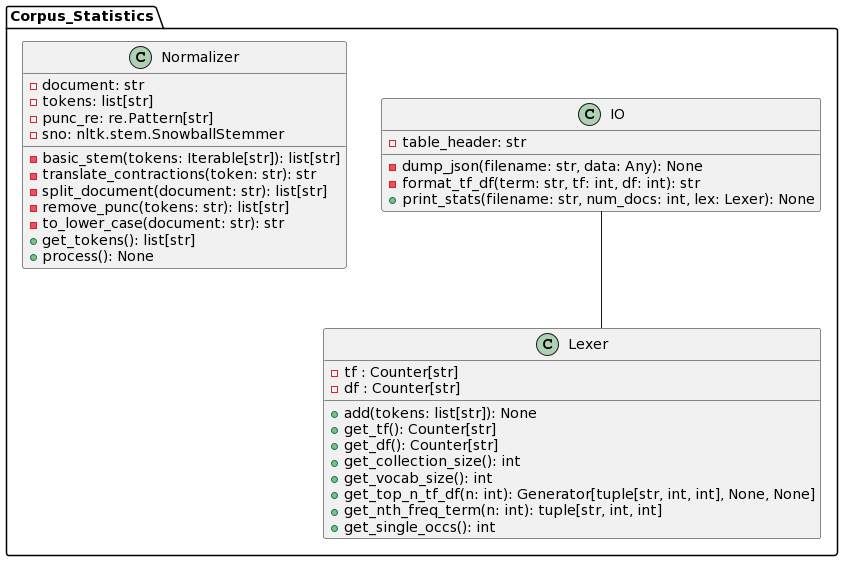 Corpus_Statistics
C Normalizer
document: str
tokens: list[str]
punc_re: re.Pattern[str]
sno: nltk.stem.SnowballStemmer
basic_stem(tokens: Iterable[str]): list[str]
translate_contractions(token: str): str
split_document(document: str): list[str]
remove_punc(tokens: str): list[str]
to_lower_case(document: str): str
get_tokens(): list[str]
process(): None
C IO
table_header: str
dump_json(filename: str, data: Any): None
format_tf_df(term: str, tf: int, df: int): str
print_stats(filename: str, num_docs: int, lex: Lexer): None
C Lexer
tf : Counter[str]
df : Counter[str]
add(tokens: list[str]): None
get_tf(): Counter[str]
get_df(): Counter[str]
get_collection_size(): int
get_vocab_size(): int
get_top_n_tf_df(n: int): Generator[tuple[str, int, int], None, None]
get_nth_freq_term(n: int): tuple[str, int, int]
get_single_occs(): int